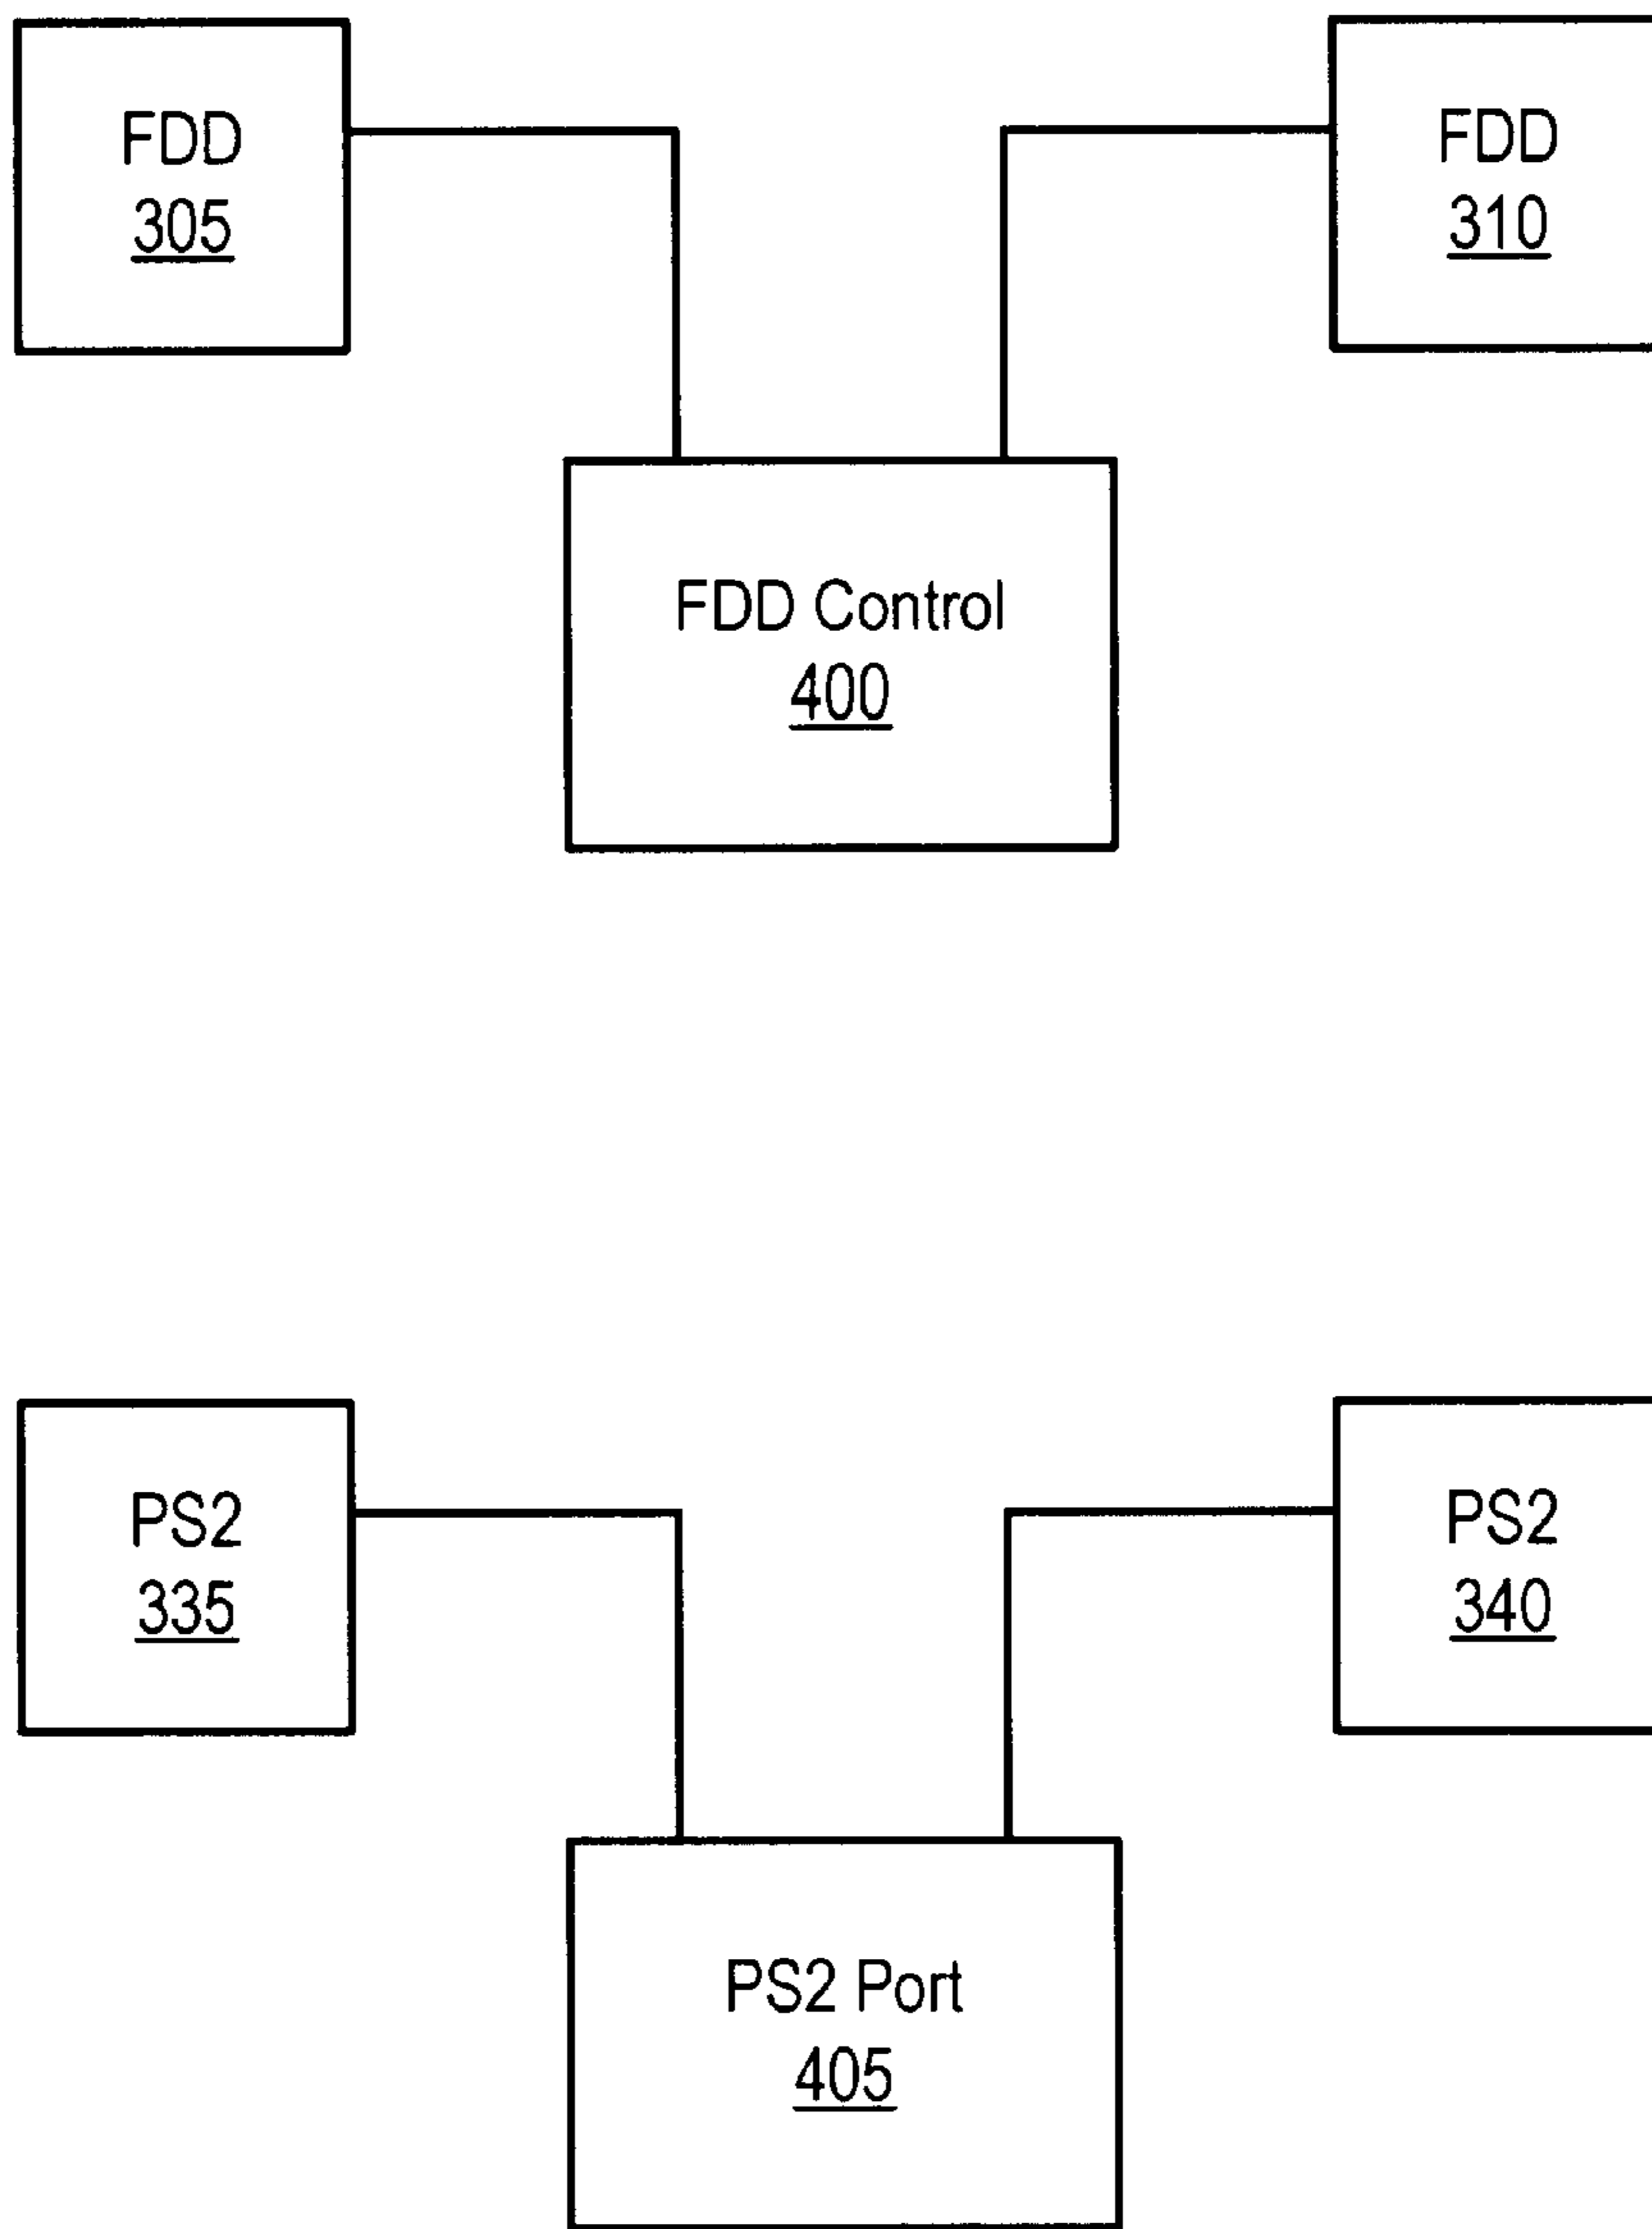 FDD
305
FDD
310
FDD Control
400
PS2
335
PS2
340
PS2 Port
405